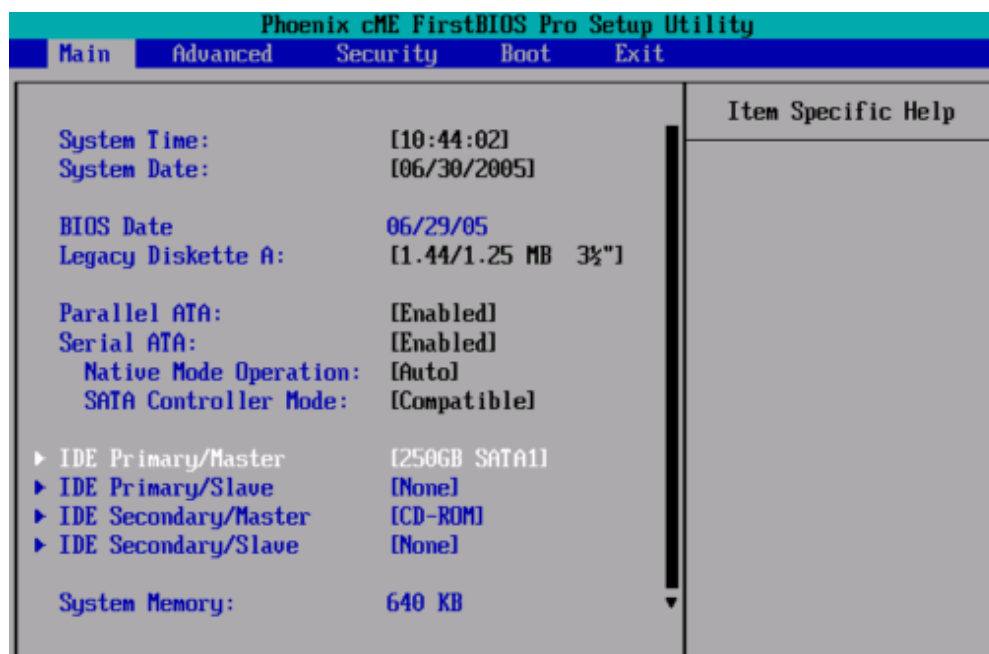 Phoenix cME FirstBIOS Pro Setup Utility
Main Advanced Security Boot Exit
Item Specific Help
System Time: [10:44:02]
System Date: [06/30/2005]
BIOS Date 06/29/05
Legacy Diskette A: [1.44/1.25 MB 3½"]
Parallel ATA: [Enabled]
Serial ATA: [Enabled]
Native Mode Operation: [Auto]
SATA Controller Mode: [Compatible]
IDE Primary/Master [250GB SATA1]
IDE Primary/Slave [None]
IDE Secondary/Master [CD-ROM]
IDE Secondary/Slave [None]
System Memory: 640 KB